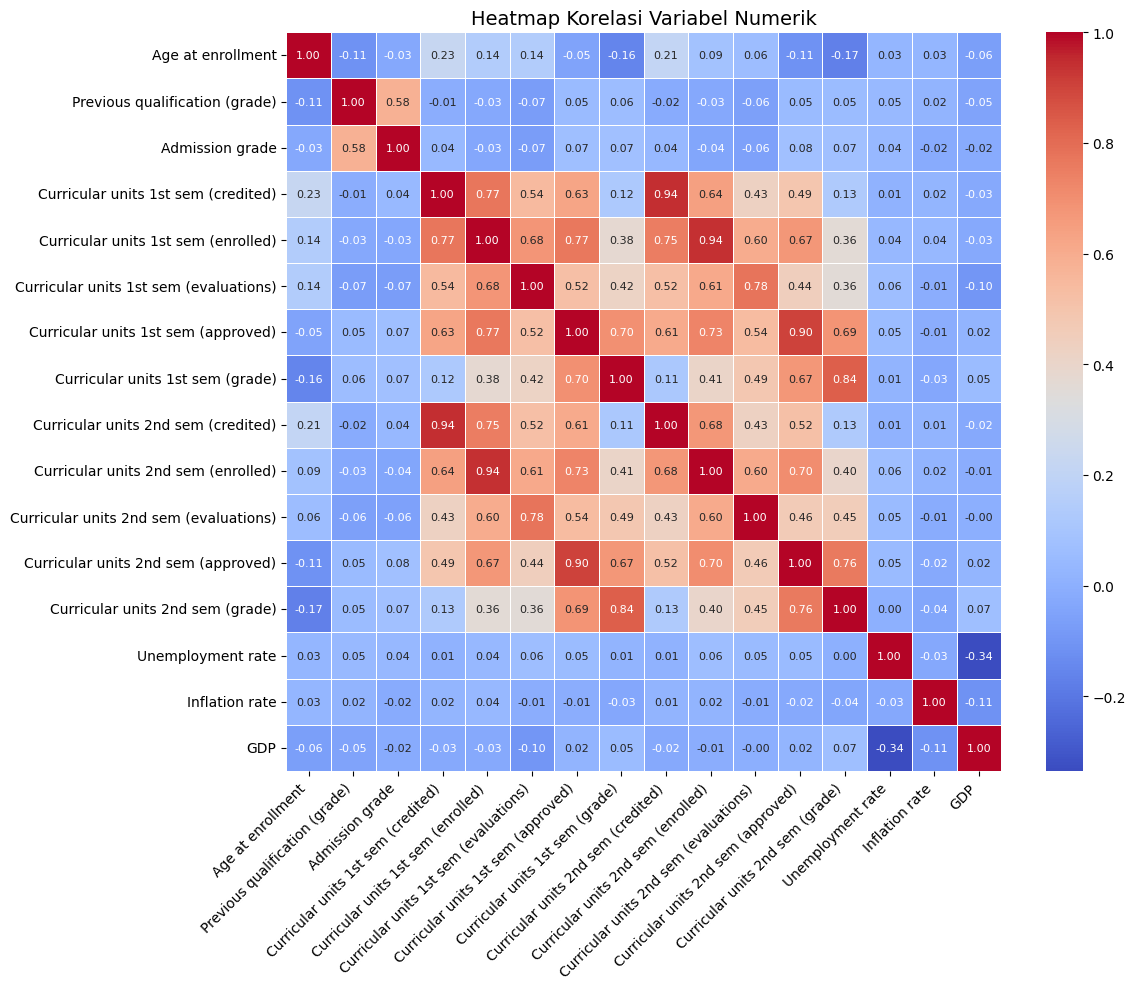 Heatmap Korelasi Variabel Numerik
Age at enrollment 1.00 -0.11 -0.03 0.23 0.14 0.14 -0.05 -0.16 0.21 0.09 0.06 -0.11 -0.17 0.03 0.03 -0.06
Previous qualification (grade) -0.11 1.00 0.58 -0.01 -0.03 -0.07 0.05 0.06 -0.02 -0.03 -0.06 0.05 0.05 0.05 0.02 -0.05
Admission grade -0.03 0.58 1.00 0.04 -0.03 -0.07 0.07 0.07 0.04 -0.04 -0.06 0.08 0.07 0.04 -0.02 -0.02
Curricular units 1st sem (credited) 0.23 -0.01 0.04 1.00 0.77 0.54 0.63 0.12 0.94 0.64 0.43 0.49 0.13 0.01 0.02 -0.03
Curricular units 1st sem (enrolled) 0.14 -0.03 -0.03 0.77 1.00 0.68 0.77 0.38 0.75 0.94 0.60 0.67 0.36 0.04 0.04 -0.03
Curricular units 1st sem (evaluations) 0.14 -0.07 -0.07 0.54 0.68 1.00 0.52 0.42 0.52 0.61 0.78 0.44 0.36 0.06 -0.01 -0.10
Curricular units 1st sem (approved) -0.05 0.05 0.07 0.63 0.77 0.52 1.00 0.70 0.61 0.73 0.54 0.90 0.69 0.05 -0.01 0.02
Curricular units 1st sem (grade) -0.16 0.06 0.07 0.12 0.38 0.42 0.70 1.00 0.11 0.41 0.49 0.67 0.84 0.01 -0.03 0.05
Curricular units 2nd sem (credited) 0.21 -0.02 0.04 0.94 0.75 0.52 0.61 0.11 1.00 0.68 0.43 0.52 0.13 0.01 0.01 -0.02
Curricular units 2nd sem (enrolled) 0.09 -0.03 -0.04 0.64 0.94 0.61 0.73 0.41 0.68 1.00 0.60 0.70 0.40 0.06 0.02 -0.01
Curricular units 2nd sem (evaluations) 0.06 -0.06 -0.06 0.43 0.60 0.78 0.54 0.49 0.43 0.60 1.00 0.46 0.45 0.05 -0.01 -0.00
Curricular units 2nd sem (approved) -0.11 0.05 0.08 0.49 0.67 0.44 0.90 0.67 0.52 0.70 0.46 1.00 0.76 0.05 -0.02 0.02
Curricular units 2nd sem (grade) -0.17 0.05 0.07 0.13 0.36 0.36 0.69 0.84 0.13 0.40 0.45 0.76 1.00 0.00 -0.04 0.07
Unemployment rate 0.03 0.05 0.04 0.01 0.04 0.06 0.05 0.01 0.01 0.06 0.05 0.05 0.00 1.00 -0.03 -0.34
Inflation rate 0.03 0.02 -0.02 0.02 0.04 -0.01 -0.01 -0.03 0.01 0.02 -0.01 -0.02 -0.04 -0.03 1.00 -0.11
GDP -0.06 -0.05 -0.02 -0.03 -0.03 -0.10 0.02 0.05 -0.02 -0.01 -0.00 0.02 0.07 -0.34 -0.11 1.00
Age at enrollment
Previous qualification (grade)
Admission grade
Curricular units 1st sem (credited)
Curricular units 1st sem (enrolled)
Curricular units 1st sem (evaluations)
Curricular units 1st sem (approved)
Curricular units 1st sem (grade)
Curricular units 2nd sem (credited)
Curricular units 2nd sem (enrolled)
Curricular units 2nd sem (evaluations)
Curricular units 2nd sem (approved)
Curricular units 2nd sem (grade)
Unemployment rate
Inflation rate
GDP
1.0
0.8
0.6
0.4
0.2
0.0
−0.2